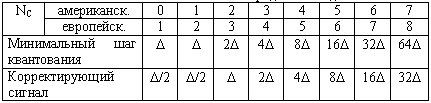 Nc американск. 0 1 2 3 4 5 6 7
европейск. 1 2 3 4 5 6 7 8
Минимальный шаг Δ Δ 2Δ 4Δ 8Δ 16Δ 32Δ 64Δ
квантования
Корректирующий Δ/2 Δ/2 Δ 2Δ 4Δ 8Δ 16Δ 32Δ
сигнал